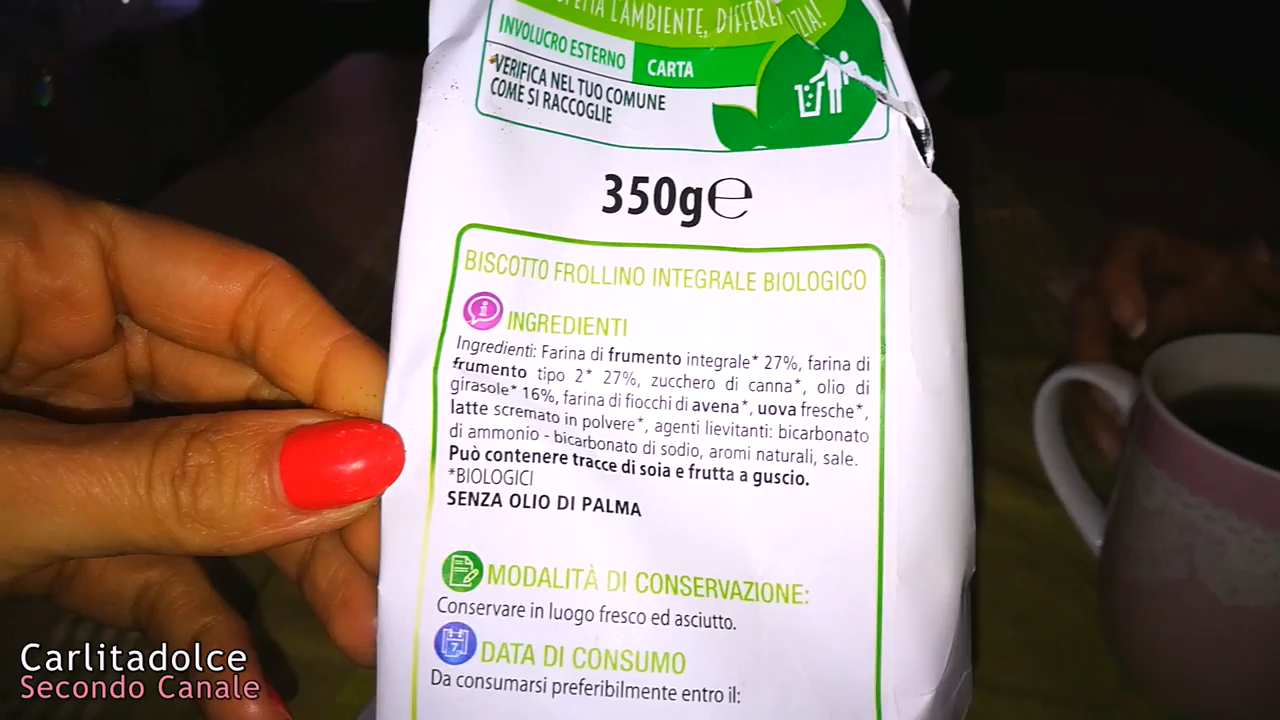 L'AMBIENTE, DIFFEREN
ZIA!
INVOLUCRO ESTERNO
CARTA
*VERIFICA NEL TUO COMUNE
COME SI RACCOGLIE
350g℮
BISCOTTO FROLLINO INTEGRALE BIOLOGICO
INGREDIENTI
Ingredienti: Farina di frumento integrale* 27%, farina di
frumento tipo 2* 27%, zucchero di canna*, olio di
girasole* 16%, farina di fiocchi di avena*, uova fresche*,
latte scremato in polvere*, agenti lievitanti: bicarbonato
di ammonio - bicarbonato di sodio, aromi naturali, sale.
Può contenere tracce di soia e frutta a guscio.
*BIOLOGICI
SENZA OLIO DI PALMA
MODALITÀ DI CONSERVAZIONE:
Conservare in luogo fresco ed asciutto.
7
DATA DI CONSUMO
Da consumarsi preferibilmente entro il:
Carlitadolce
Secondo Canale